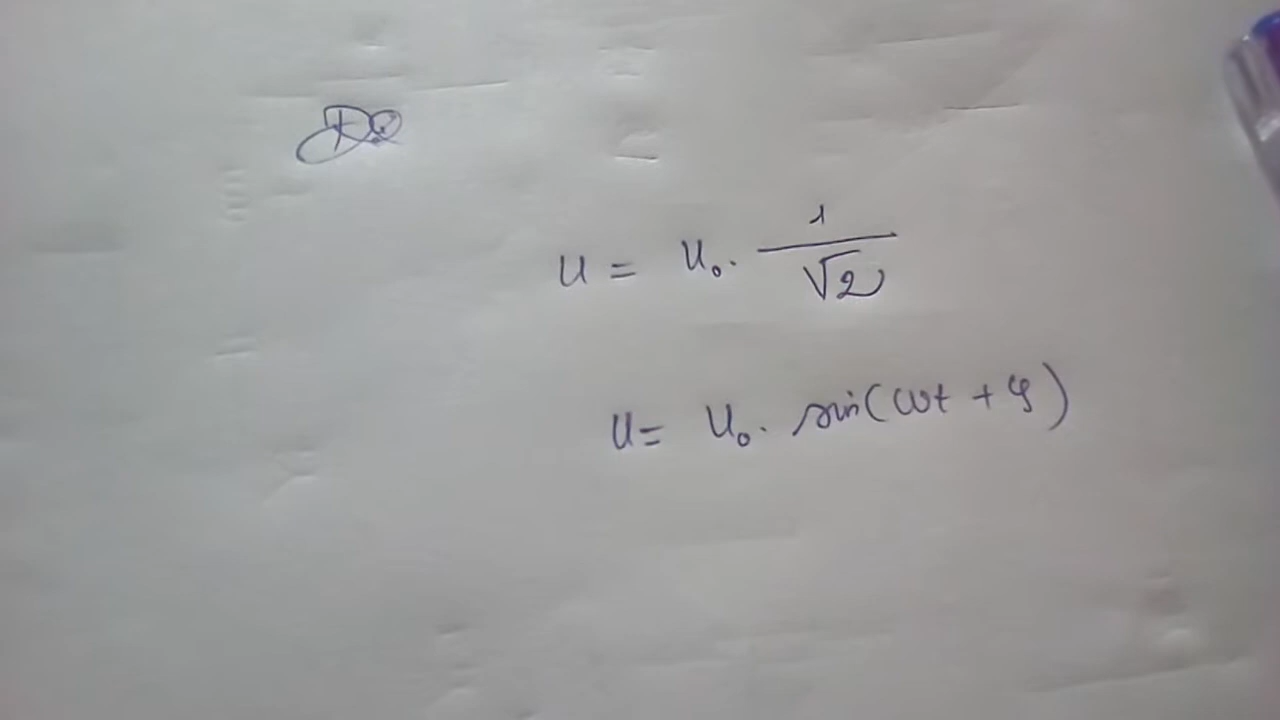 U = U₀. 1/√2
U = U₀. sin(ωt + φ)